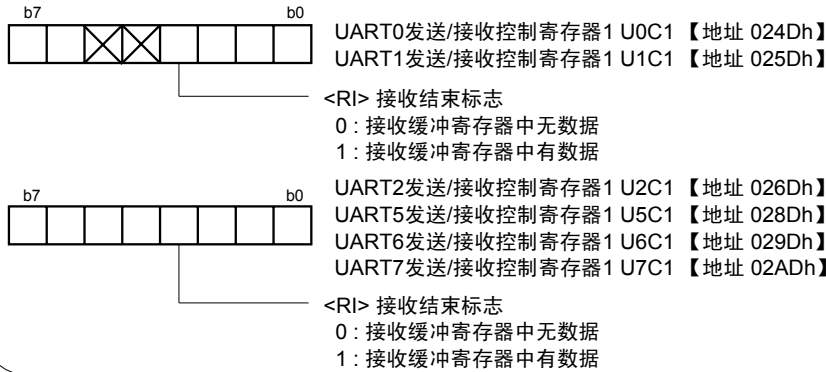 b7 b0
UART0发送/接收控制寄存器1 U0C1 【地址 024Dh】
UART1发送/接收控制寄存器1 U1C1 【地址 025Dh】
<RI> 接收结束标志
0 : 接收缓冲寄存器中无数据
1 : 接收缓冲寄存器中有数据
b7 b0
UART2发送/接收控制寄存器1 U2C1 【地址 026Dh】
UART5发送/接收控制寄存器1 U5C1 【地址 028Dh】
UART6发送/接收控制寄存器1 U6C1 【地址 029Dh】
UART7发送/接收控制寄存器1 U7C1 【地址 02ADh】
<RI> 接收结束标志
0 : 接收缓冲寄存器中无数据
1 : 接收缓冲寄存器中有数据